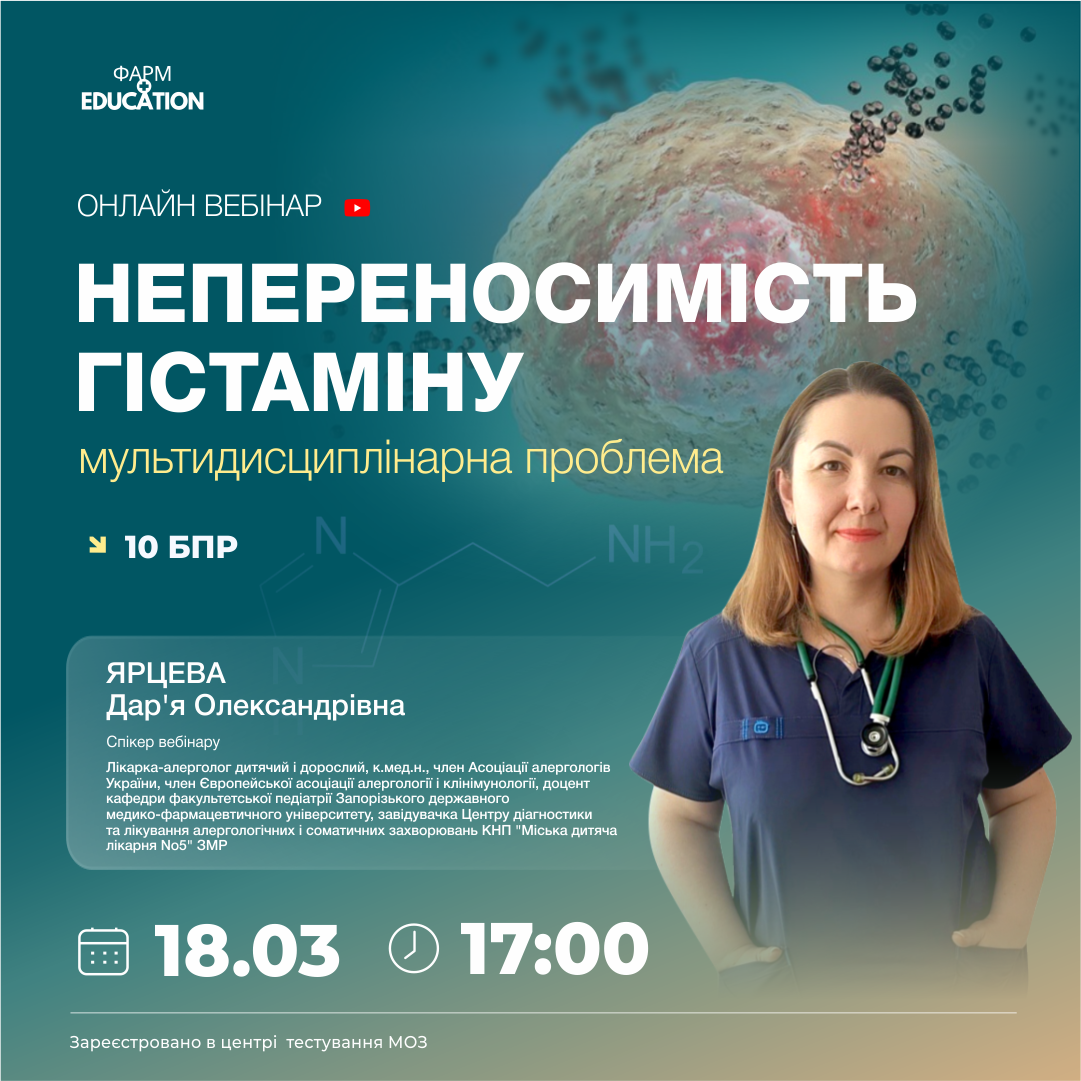 ФАРМ
EDUCATION
ОНЛАЙН ВЕБІНАР
НЕПЕРЕНОСИМІСТЬ
ГІСТАМІНУ
мультидисциплінарна проблема
10 БПР
N
NH2
N
ЯРЦЕВА
Дар'я Олександрівна
Спікер вебінару
Лікарка-алерголог дитячий і дорослий, к.мед.н., член Асоціації алергологів
України, член Європейської асоціації алергології і клінімунології, доцент
кафедри факультетської педіатрії Запорізького державного
медико-фармацевтичного університету, завідувачка Центру діагностики
та лікування алергологічних і соматичних захворювань КНП "Міська дитяча
лікарня No5" ЗМР
18.03
17:00
Зареєстровано в центрі тестування МОЗ